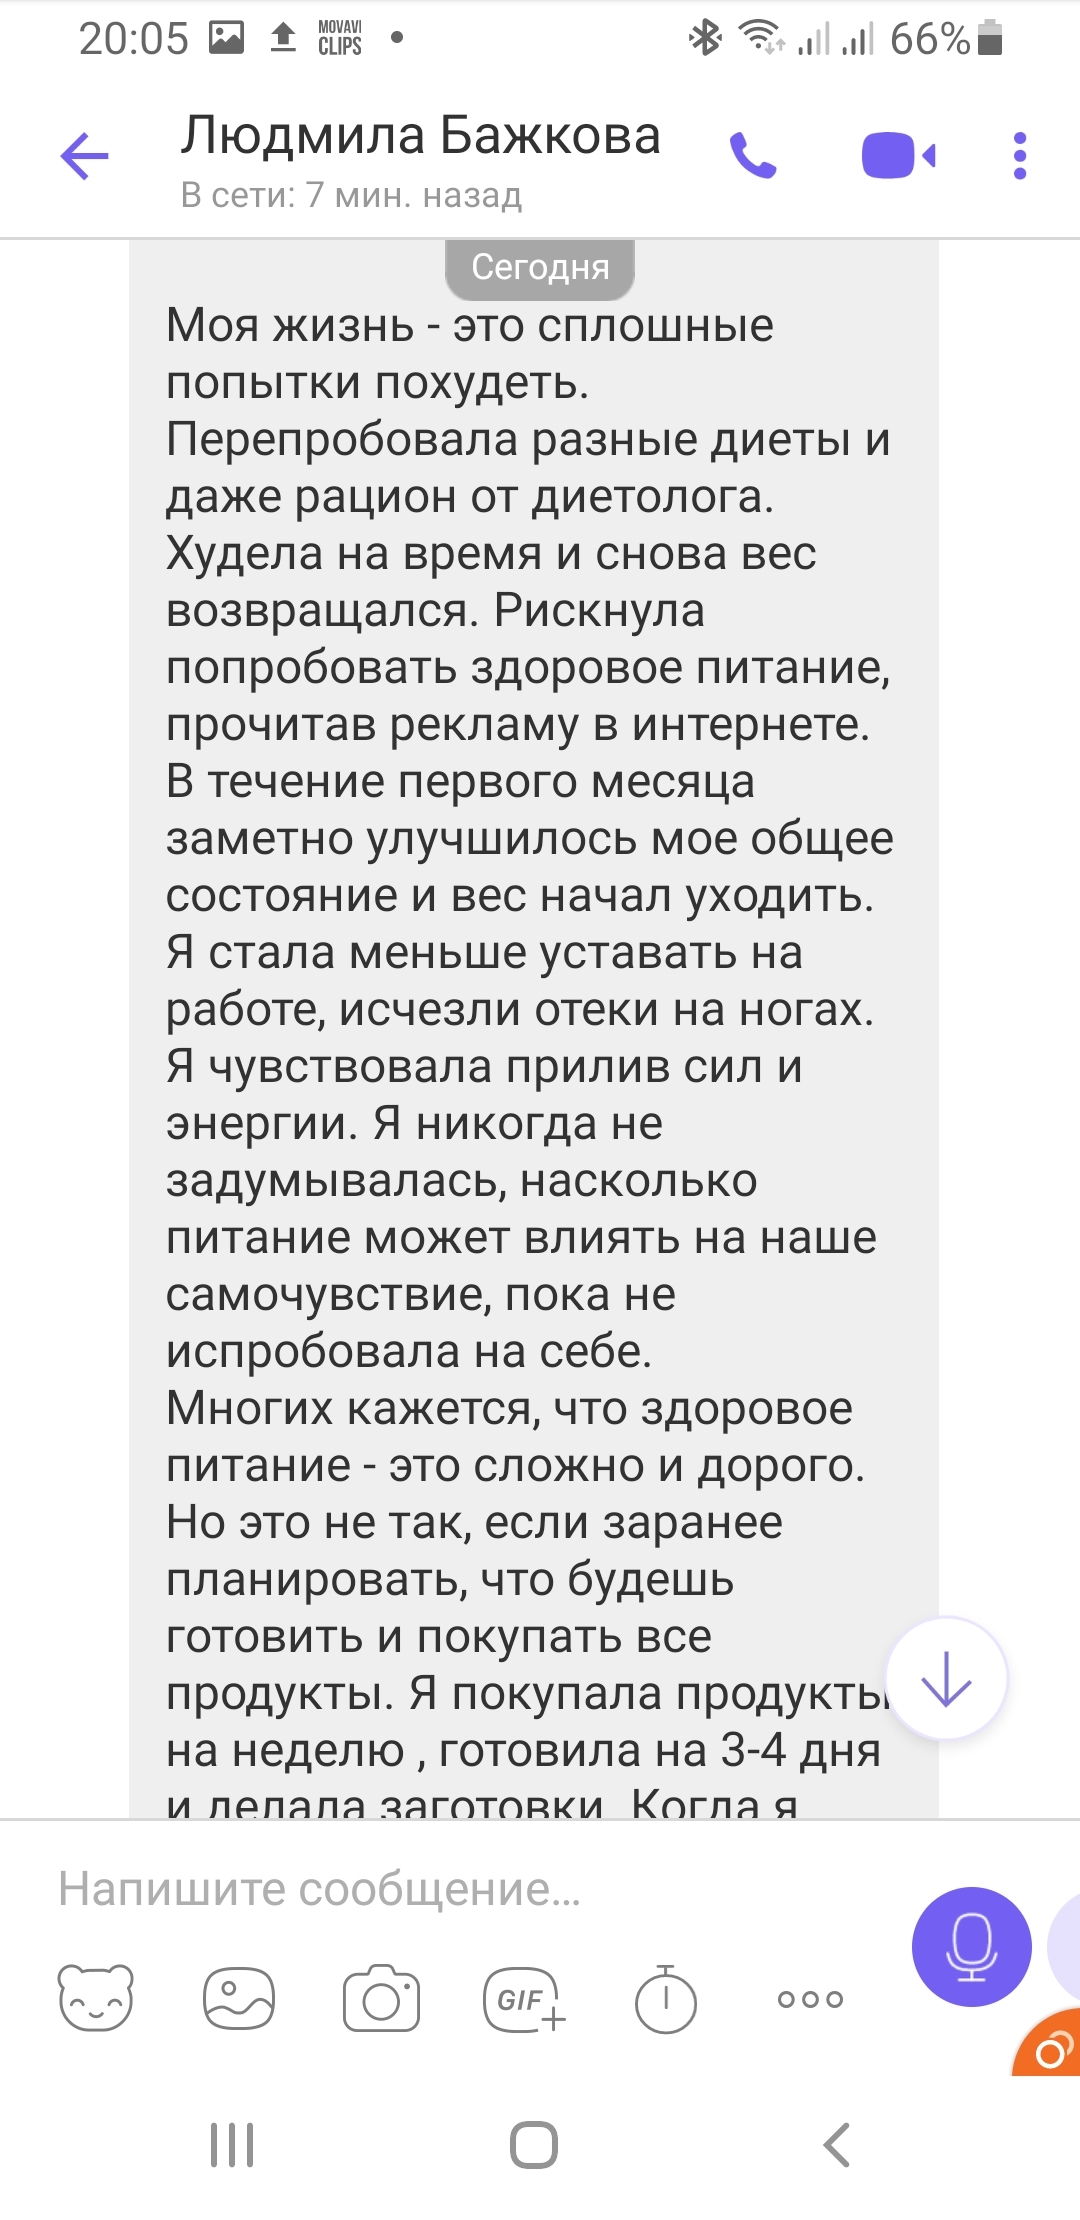 20:05 MOVAVI CLIPS 66%
Людмила Бажкова
В сети: 7 мин. назад
Сегодня
Моя жизнь - это сплошные
попытки похудеть.
Перепробовала разные диеты и
даже рацион от диетолога.
Худела на время и снова вес
возвращался. Рискнула
попробовать здоровое питание,
прочитав рекламу в интернете.
В течение первого месяца
заметно улучшилось мое общее
состояние и вес начал уходить.
Я стала меньше уставать на
работе, исчезли отеки на ногах.
Я чувствовала прилив сил и
энергии. Я никогда не
задумывалась, насколько
питание может влиять на наше
самочувствие, пока не
испробовала на себе.
Многих кажется, что здоровое
питание - это сложно и дорого.
Но это не так, если заранее
планировать, что будешь
готовить и покупать все
продукты. Я покупала продукты
на неделю , готовила на 3-4 дня
и делала заготовки. Когда я
Напишите сообщение...
GIF